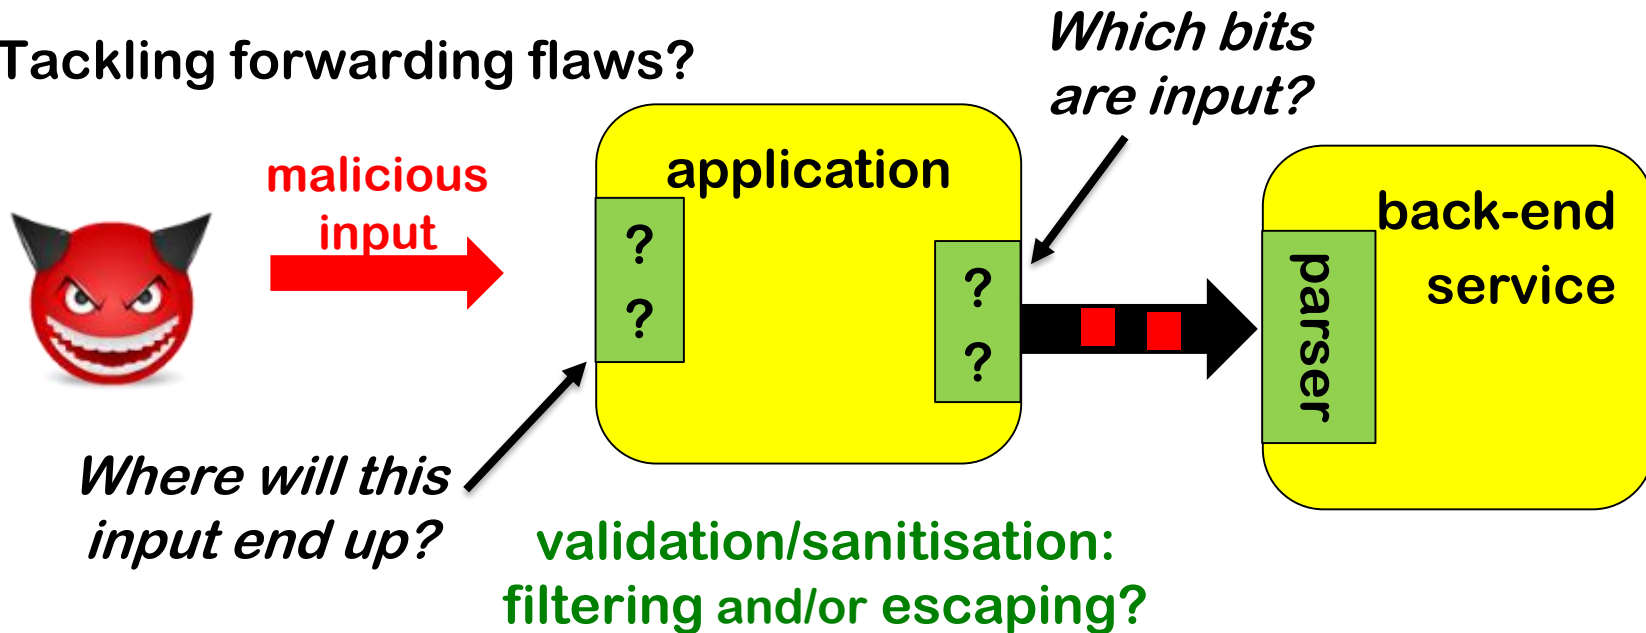 Tackling forwarding flaws?
Which bits
are input?
malicious
input
application
?
?
?
?
back-end
service
parser
Where will this
input end up?
validation/sanitisation:
filtering and/or escaping?